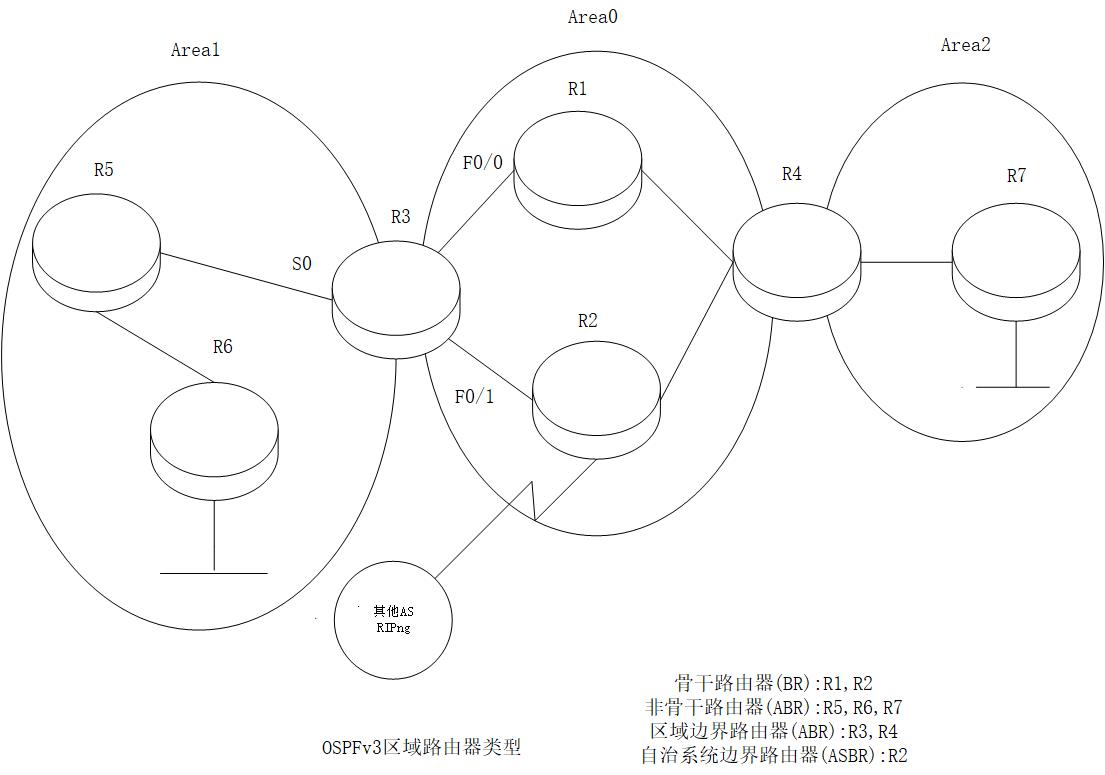 Area0
Area1
Area2
R1
F0/0
R5
R4
R7
R3
S0
R2
R6
F0/1
其他AS
RIPng
骨干路由器(BR):R1,R2
非骨干路由器(ABR):R5,R6,R7
区域边界路由器(ABR):R3,R4
自治系统边界路由器(ASBR):R2
OSPFv3区域路由器类型